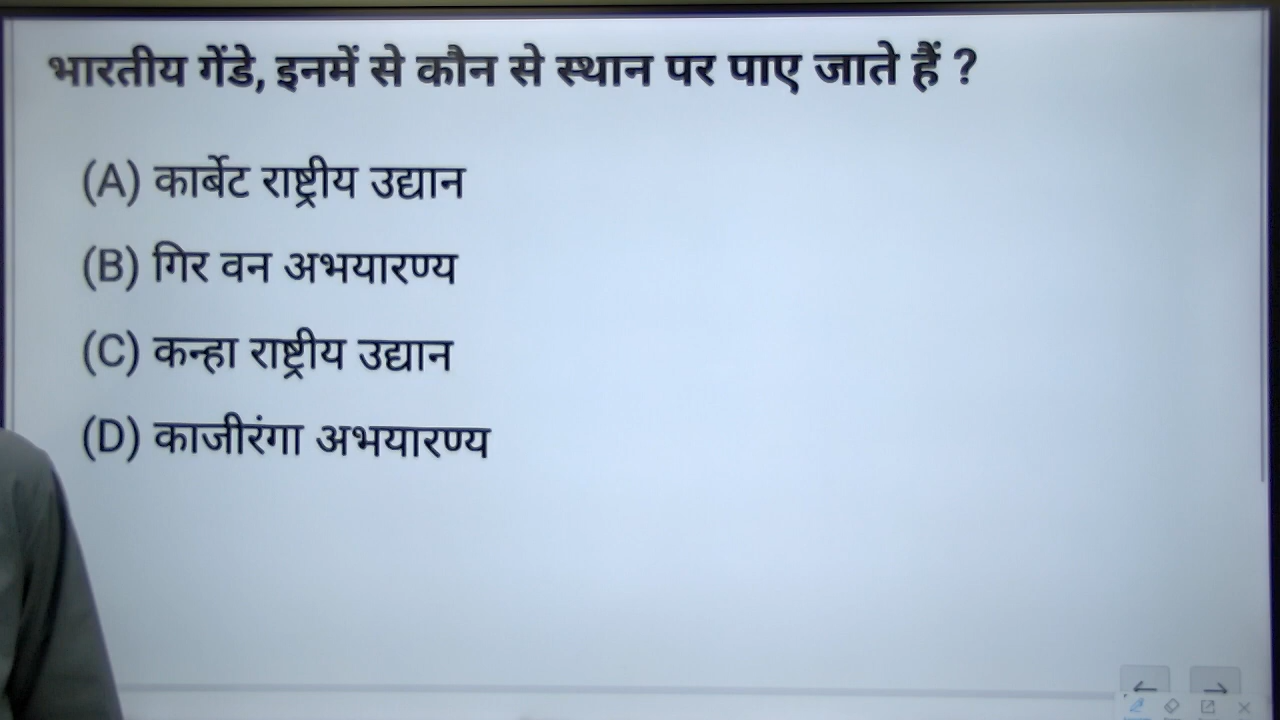 भारतीय गेंडे, इनमें से कौन से स्थान पर पाए जाते हैं ?
(A) कार्बेट राष्ट्रीय उद्यान
(B) गिर वन अभयारण्य
(C) कन्हा राष्ट्रीय उद्यान
(D) काजीरंगा अभयारण्य